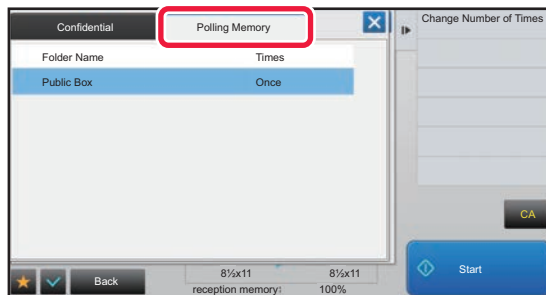 Confidential
Polling Memory
Change Number of Times
Folder Name
Times
Public Box
Once
CA
Back
8½x11
8½x11
Start
reception memory:
100%